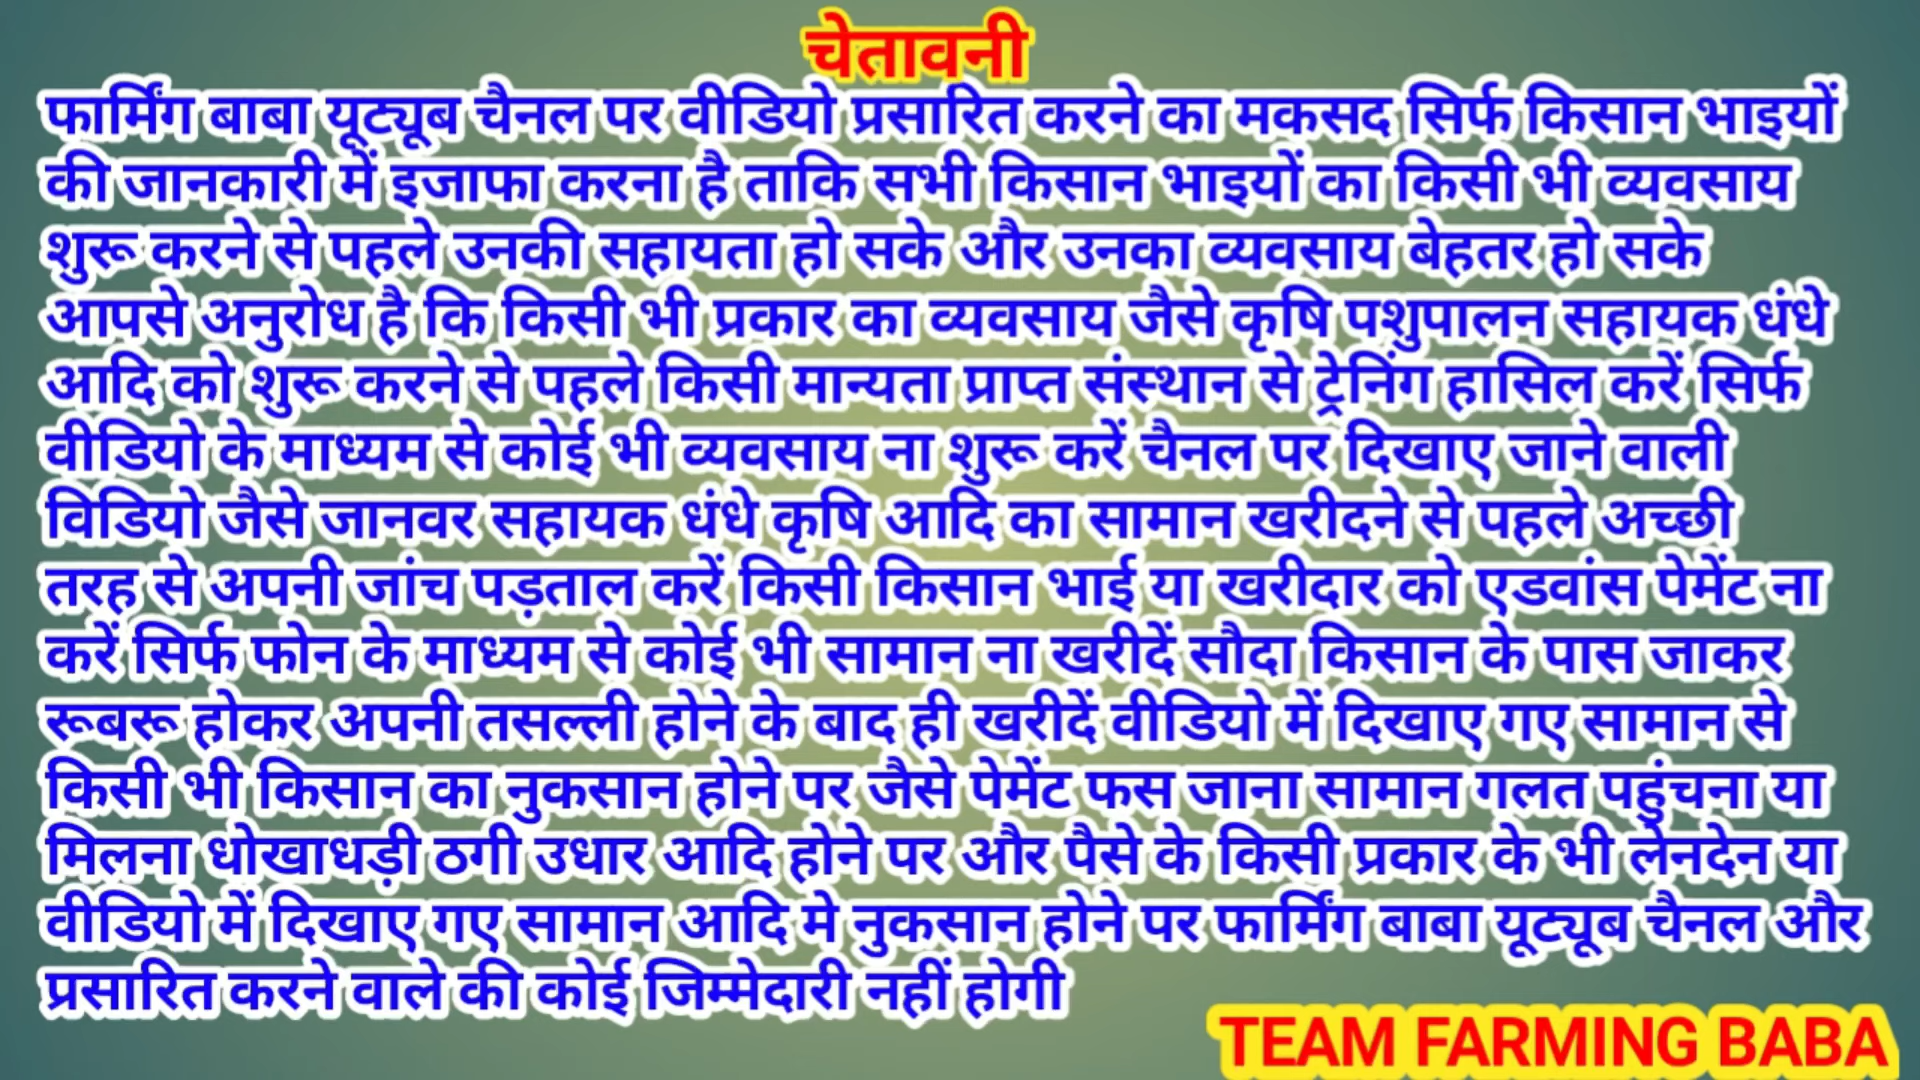 चेतावनी
फार्मिंग बाबा यूट्यूब चैनल पर वीडियो प्रसारित करने का मकसद सिर्फ किसान भाइयों
की जानकारी में इजाफा करना है ताकि सभी किसान भाइयों का किसी भी व्यवसाय
शुरू करने से पहले उनकी सहायता हो सके और उनका व्यवसाय बेहतर हो सके
आपसे अनुरोध है कि किसी भी प्रकार का व्यवसाय जैसे कृषि पशुपालन सहायक धंधे
आदि को शुरू करने से पहले किसी मान्यता प्राप्त संस्थान से ट्रेनिंग हासिल करें सिर्फ
वीडियो के माध्यम से कोई भी व्यवसाय ना शुरू करें चैनल पर दिखाए जाने वाली
विडियो जैसे जानवर सहायक धंधे कृषि आदि का सामान खरीदने से पहले अच्छी
तरह से अपनी जांच पड़ताल करें किसी किसान भाई या खरीदार को एडवांस पेमेंट ना
करें सिर्फ फोन के माध्यम से कोई भी सामान ना खरीदें सौदा किसान के पास जाकर
रूबरू होकर अपनी तसल्ली होने के बाद ही खरीदें वीडियो में दिखाए गए सामान से
किसी भी किसान का नुकसान होने पर जैसे पेमेंट फस जाना सामान गलत पहुंचना या
मिलना धोखाधड़ी ठगी उधार आदि होने पर और पैसे के किसी प्रकार के भी लेनदेन या
वीडियो में दिखाए गए सामान आदि मे नुकसान होने पर फार्मिंग बाबा यूट्यूब चैनल और
प्रसारित करने वाले की कोई जिम्मेदारी नहीं होगी
TEAM FARMING BABA